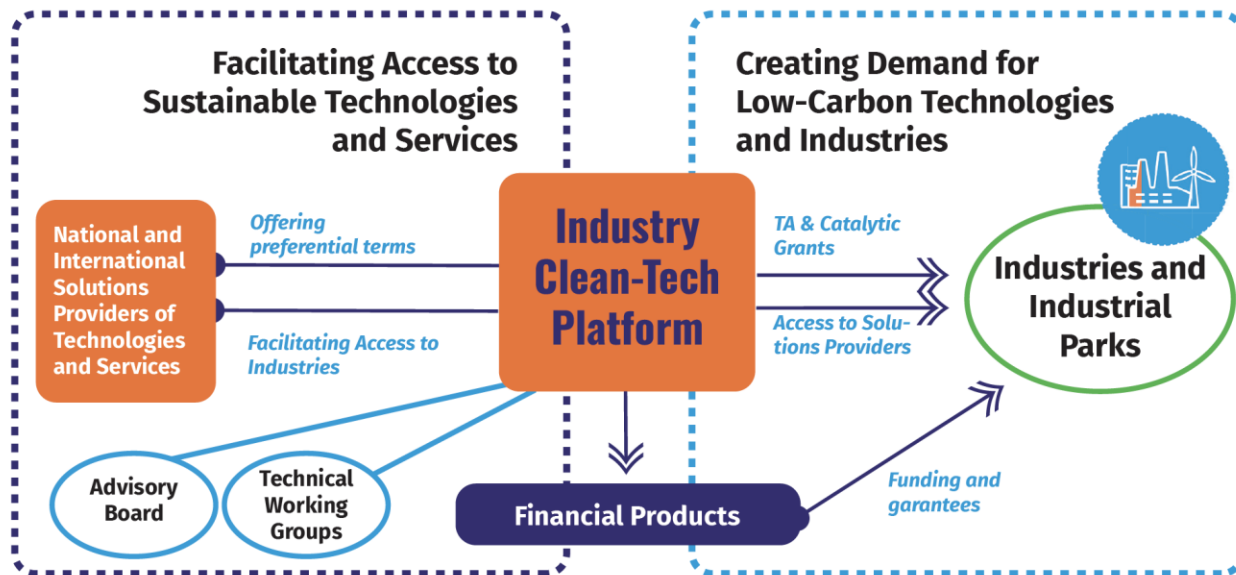 Facilitating Access to
Sustainable Technologies
and Services
Creating Demand for
Low-Carbon Technologies
and Industries
National and
International
Solutions
Providers of
Technologies
and Services
Offering
preferential terms
Facilitating Access to
Industries
Industry
Clean-Tech
Platform
TA & Catalytic
Grants
Access to Solu-
tions Providers
Industries and
Industrial
Parks
Advisory
Board
Technical
Working
Groups
Financial Products
Funding and
garantees